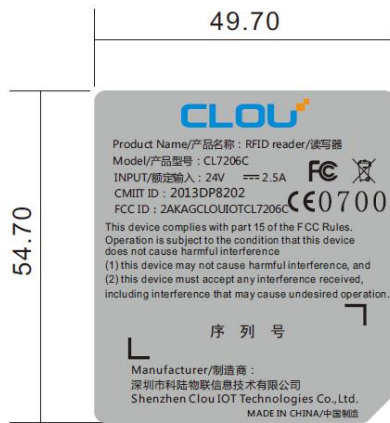 49.70
54.70
CLOU
Product Name/产品名称：RFID reader/读写器
Model/产品型号：CL7206C
INPUT/额定输入：24V ⎓ 2.5A
FC
CMIIT ID：2013DP8202
FCC ID：2AKAGCLOUIOTCL7206C
CE0700
This device complies with part 15 of the FCC Rules.
Operation is subject to the condition that this device
does not cause harmful interference
(1) this device may not cause harmful interference, and
(2) this device must accept any interference received,
including interference that may cause undesired operation.
序 列 号
Manufacturer/制造商：
深圳市科陆物联信息技术有限公司
Shenzhen Clou IOT Technologies Co., Ltd.
MADE IN CHINA/中国制造